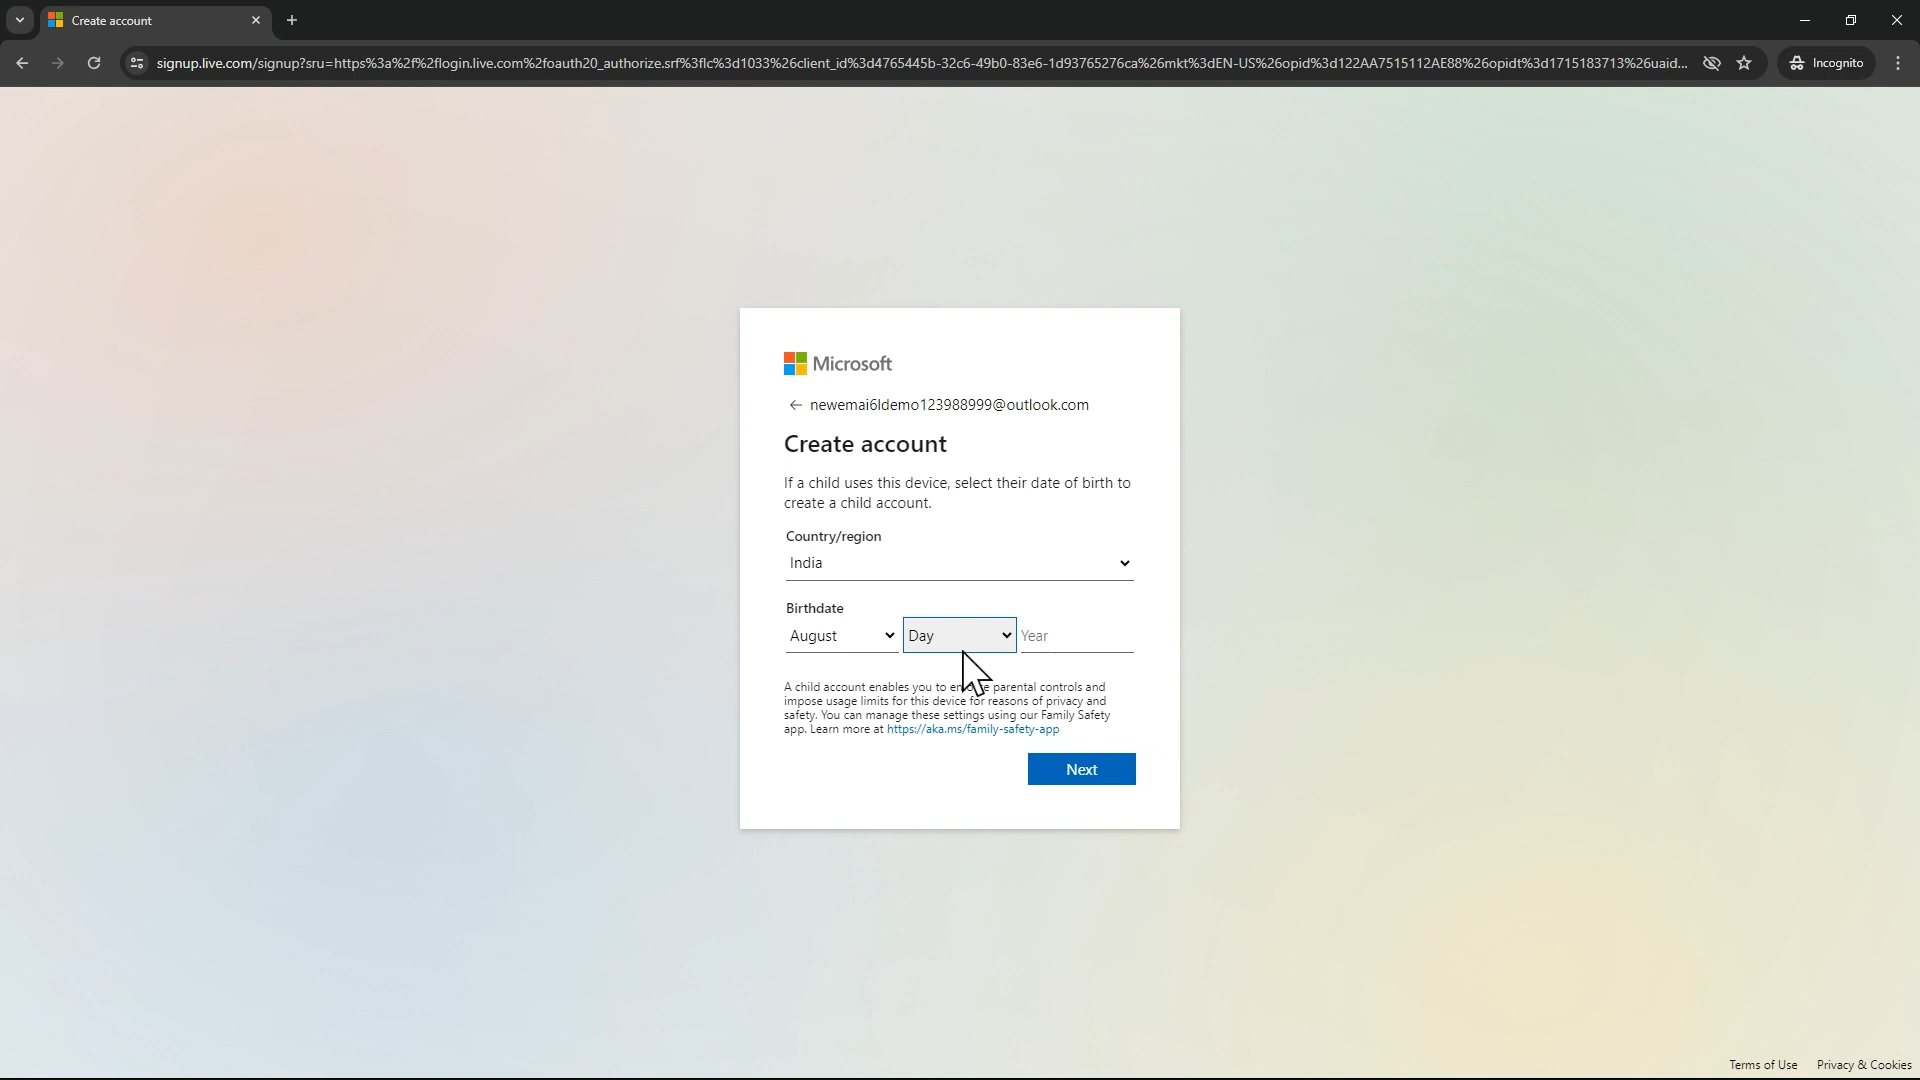 Create account
signup.live.com/signup?sru=https%3a%2f%2flogin.live.com%2foauth20_authorize.srf%3flc%3d1033%26client_id%3d4765445b-32c6-49b0-83e6-1d93765276ca%26mkt%3dEN-US%26opid%3d122AA7515112AE88%26opidt%3d1715183713%26uaid...
Incognito
Microsoft
newemai6ldemo123988999@outlook.com
Create account
If a child uses this device, select their date of birth to
create a child account.
Country/region
India
Birthdate
August Day Year
A child account enables you to parental controls and
impose usage limits for this device for reasons of privacy and
safety. You can manage these settings using our Family Safety
app. Learn more at https://aka.ms/family-safety-app
Next
Terms of Use Privacy & Cookies